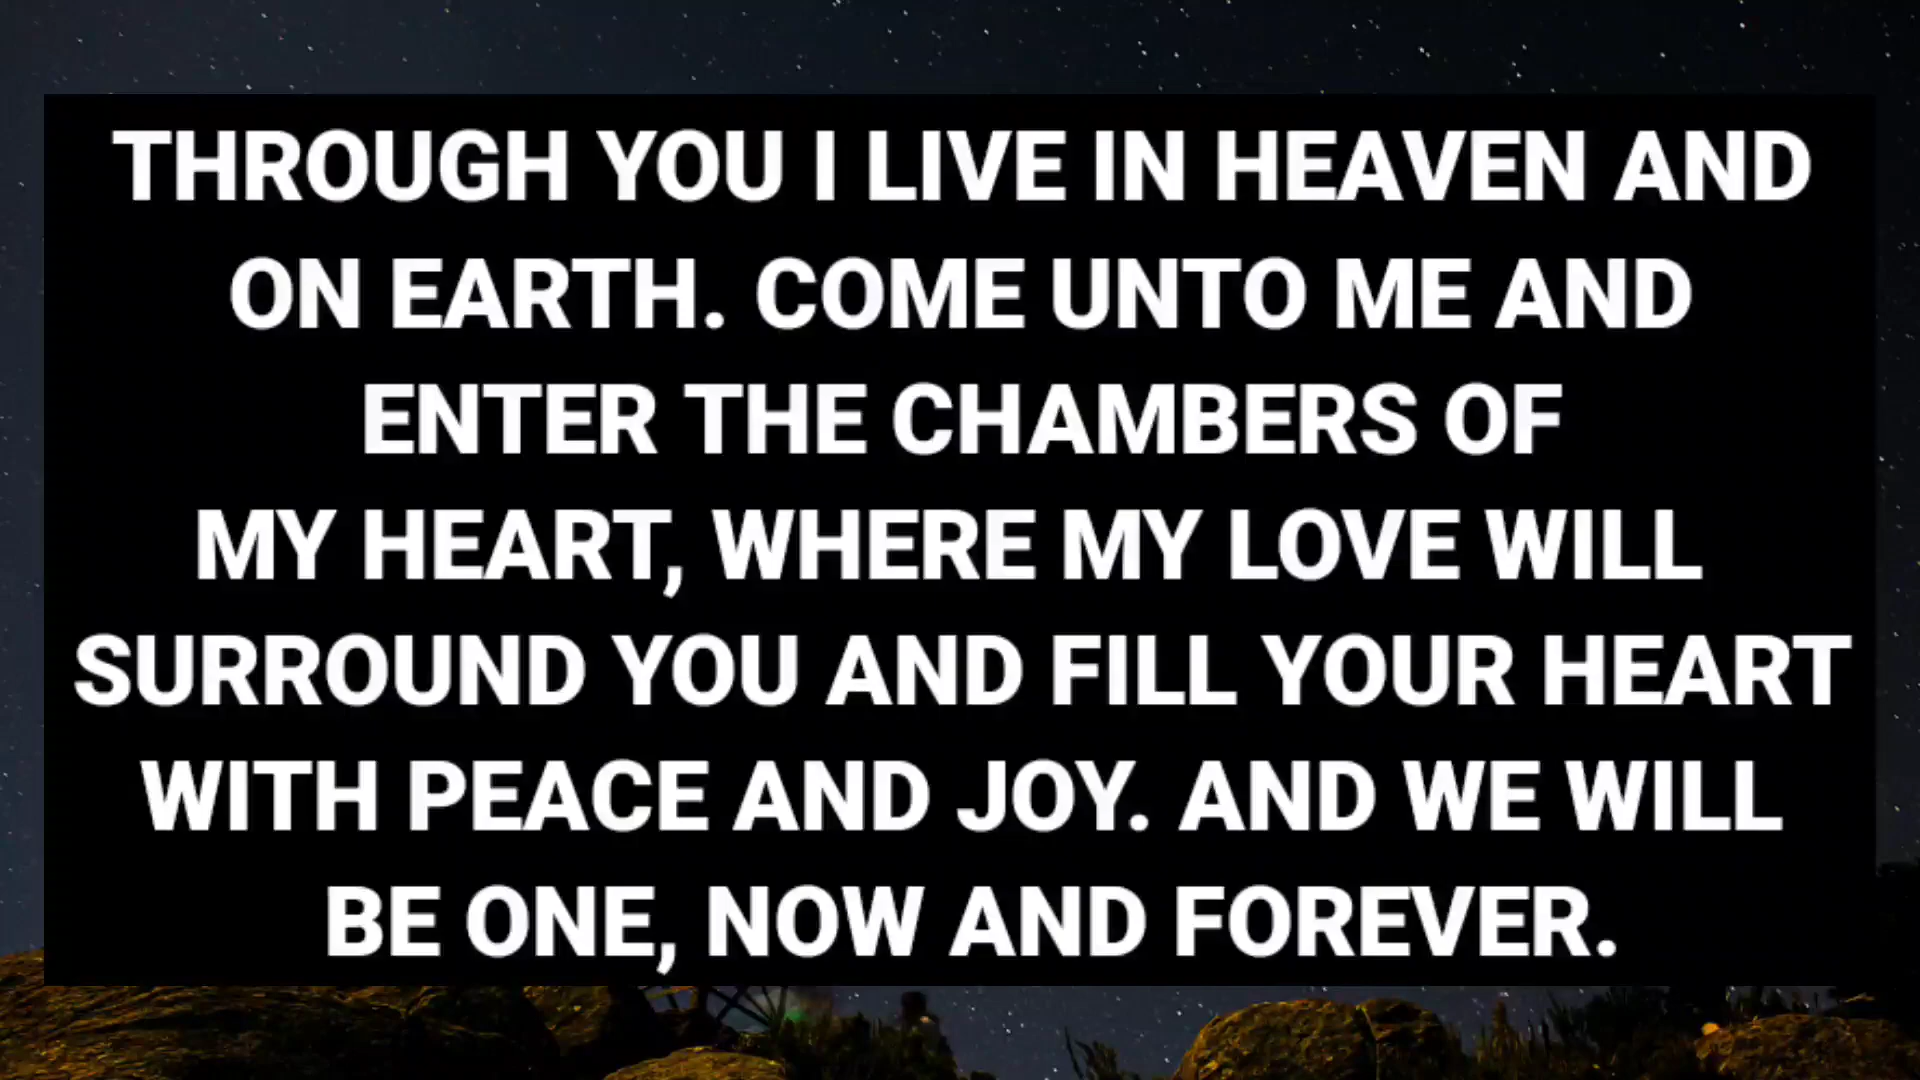 THROUGH YOU I LIVE IN HEAVEN AND
ON EARTH. COME UNTO ME AND
ENTER THE CHAMBERS OF
MY HEART, WHERE MY LOVE WILL
SURROUND YOU AND FILL YOUR HEART
WITH PEACE AND JOY. AND WE WILL
BE ONE, NOW AND FOREVER.